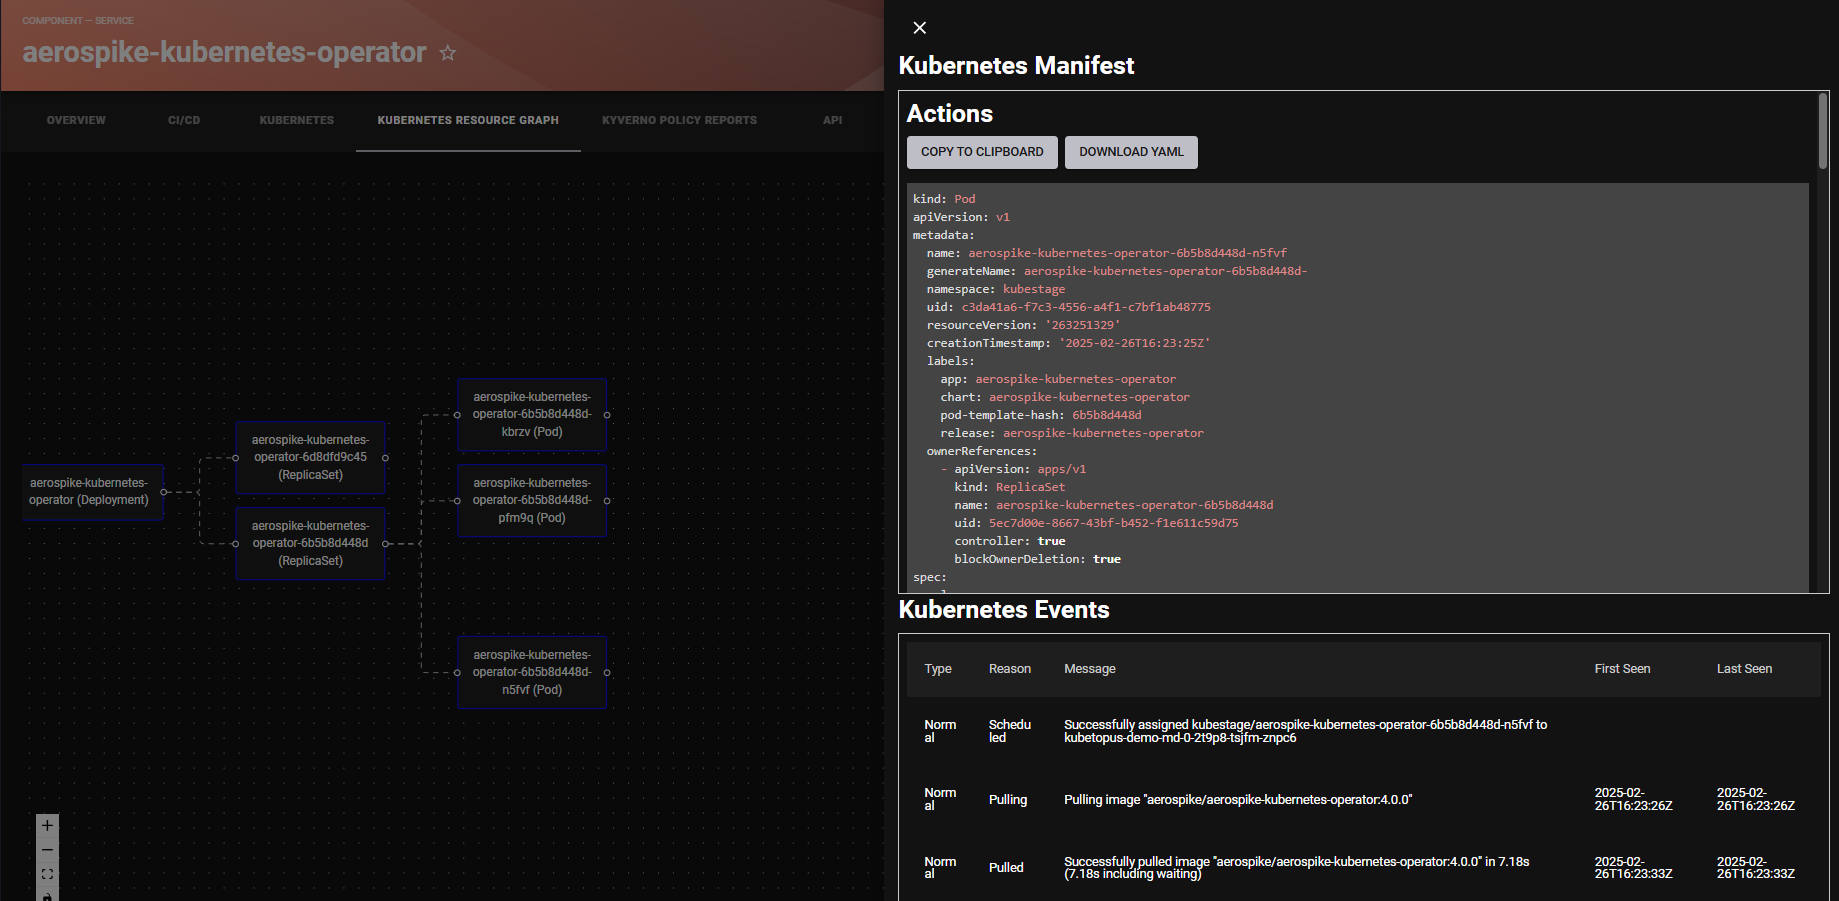 COMPONENT — SERVICE
aerospike-kubernetes-operator
OVERVIEW
CI/CD
KUBERNETES
KUBERNETES RESOURCE GRAPH
KYVERNO POLICY REPORTS
API
aerospike-kubernetes-
operator (Deployment)
aerospike-kubernetes-
operator-6d8dfd9c45
(ReplicaSet)
aerospike-kubernetes-
operator-6b5b8d448d
(ReplicaSet)
aerospike-kubernetes-
operator-6b5b8d448d-
kbrzv (Pod)
aerospike-kubernetes-
operator-6b5b8d448d-
pfm9q (Pod)
aerospike-kubernetes-
operator-6b5b8d448d-
n5fvf (Pod)
Kubernetes Manifest
Actions
COPY TO CLIPBOARD
DOWNLOAD YAML
kind: Pod
apiVersion: v1
metadata:
name: aerospike-kubernetes-operator-6b5b8d448d-n5fvf
generateName: aerospike-kubernetes-operator-6b5b8d448d-
namespace: kubestage
uid: c3da41a6-f7c3-4556-a4f1-c7bf1ab48775
resourceVersion: '263251329'
creationTimestamp: '2025-02-26T16:23:25Z'
labels:
app: aerospike-kubernetes-operator
chart: aerospike-kubernetes-operator
pod-template-hash: 6b5b8d448d
release: aerospike-kubernetes-operator
ownerReferences:
- apiVersion: apps/v1
kind: ReplicaSet
name: aerospike-kubernetes-operator-6b5b8d448d
uid: 5ec7d00e-8667-43bf-b452-f1e611c59d75
controller: true
blockOwnerDeletion: true
spec:
Kubernetes Events
Type Reason Message First Seen Last Seen
Norm
al
Schedu
led
Successfully assigned kubestage/aerospike-kubernetes-operator-6b5b8d448d-n5fvf to
kubetopus-demo-md-0-2t9p8-tsjfm-znpc6
Norm
al
Pulling
Pulling image "aerospike/aerospike-kubernetes-operator:4.0.0"
2025-02-
26T16:23:26Z
2025-02-
26T16:23:26Z
Norm
al
Pulled
Successfully pulled image "aerospike/aerospike-kubernetes-operator:4.0.0" in 7.18s
(7.18s including waiting)
2025-02-
26T16:23:33Z
2025-02-
26T16:23:33Z